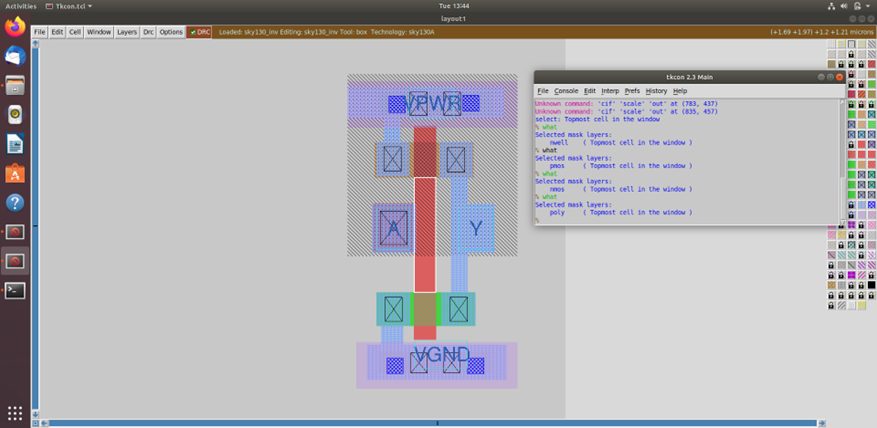 Activities Tkcon.tcl Tue 13:44
layout1
File Edit Cell Window Layers Drc Options DRC Loaded: sky130_inv Editing: sky130_inv Tool: box Technology: sky130A (+1.69 +1.97) +1.2 +1.21 microns
VPWR
A
Y
VGND
tkcon 2.3 Main
File Console Edit Interp Prefs History Help
Unknown command: 'cif' 'scale' 'out' at (783, 437)
Unknown command: 'cif' 'scale' 'out' at (835, 457)
select: Topmost cell in the window
% what
Selected mask layers:
nwell ( Topmost cell in the window )
% what
Selected mask layers:
pmos ( Topmost cell in the window )
% what
Selected mask layers:
nmos ( Topmost cell in the window )
% what
Selected mask layers:
poly ( Topmost cell in the window )
%